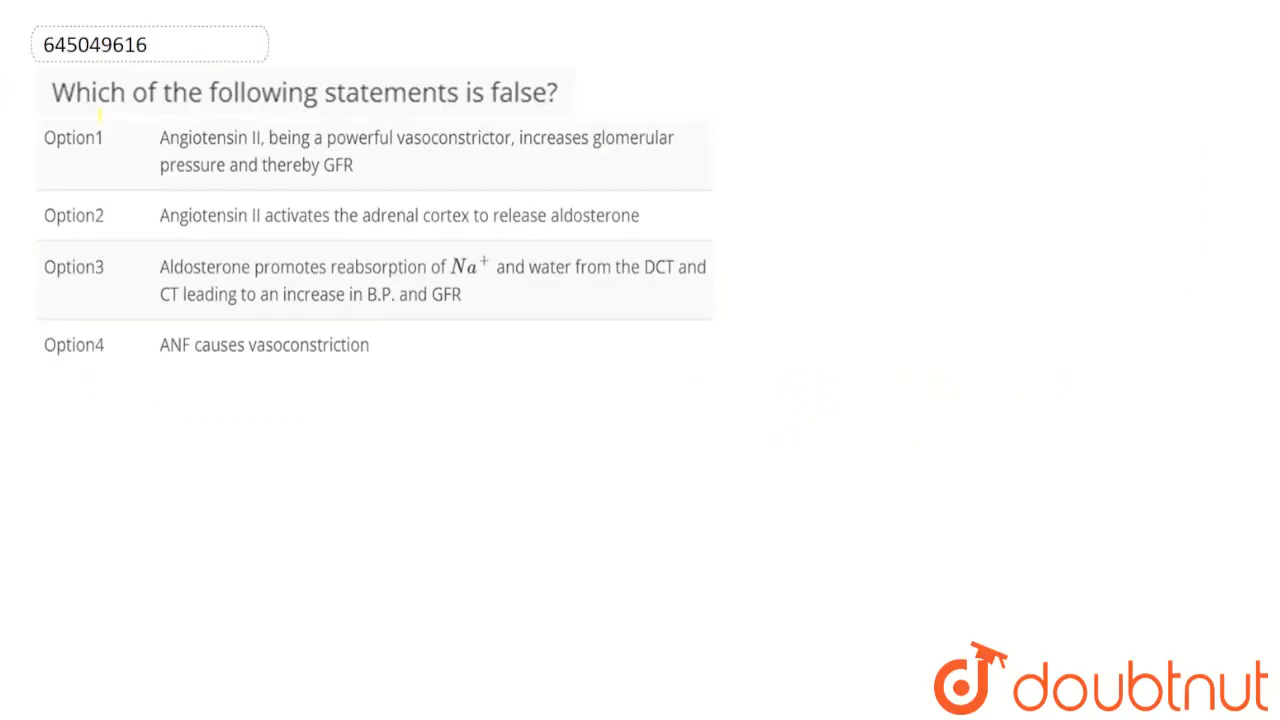 645049616
Which of the following statements is false?
Option1 Angiotensin II, being a powerful vasoconstrictor, increases glomerular
pressure and thereby GFR
Option2 Angiotensin II activates the adrenal cortex to release aldosterone
Option3 Aldosterone promotes reabsorption of Na⁺ and water from the DCT and
CT leading to an increase in B.P. and GFR
Option4 ANF causes vasoconstriction
doubtnut